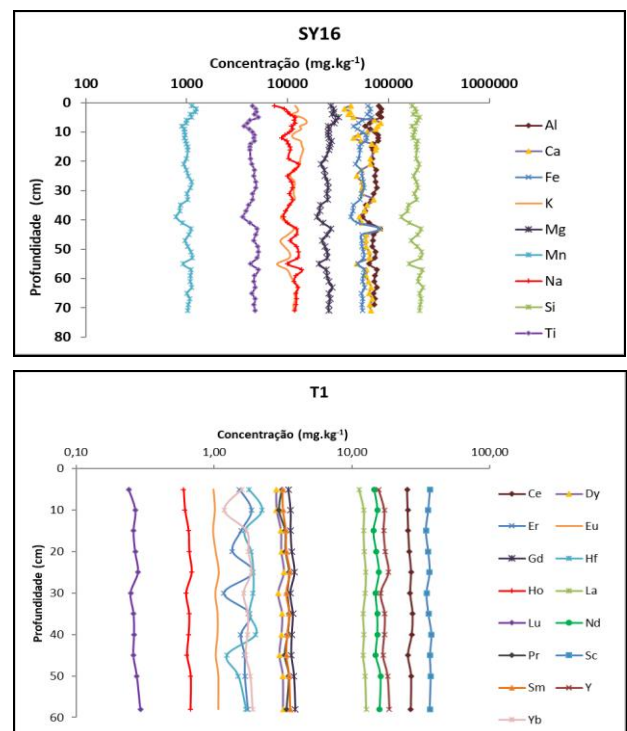 SY16
Concentração (mg.kg-1)
100 1000 10000 100000 1000000
0
10
20
30
40
50
60
70
80
Profundidade (cm)
Al
Ca
Fe
K
Mg
Mn
Na
Si
Ti
T1
Concentração (mg.kg-1)
0,10 1,00 10,00 100,00
0
10
20
30
40
50
60
Profundidade (cm)
Ce Dy
Er Eu
Gd Hf
Ho La
Lu Nd
Pr Sc
Sm Y
Yb